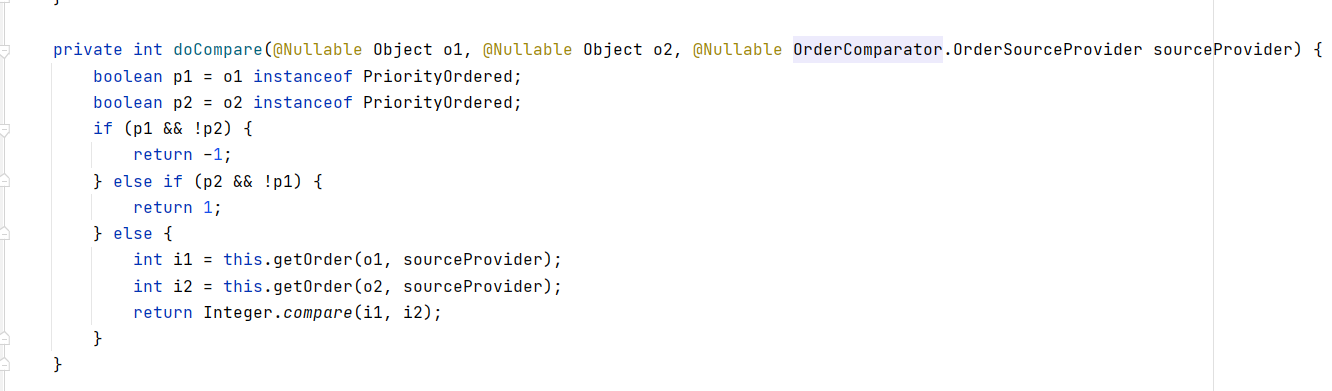 }
private int doCompare(@Nullable Object o1, @Nullable Object o2, @Nullable OrderComparator.OrderSourceProvider sourceProvider) {
    boolean p1 = o1 instanceof PriorityOrdered;
    boolean p2 = o2 instanceof PriorityOrdered;
    if (p1 && !p2) {
        return -1;
    } else if (p2 && !p1) {
        return 1;
    } else {
        int i1 = this.getOrder(o1, sourceProvider);
        int i2 = this.getOrder(o2, sourceProvider);
        return Integer.compare(i1, i2);
    }
}